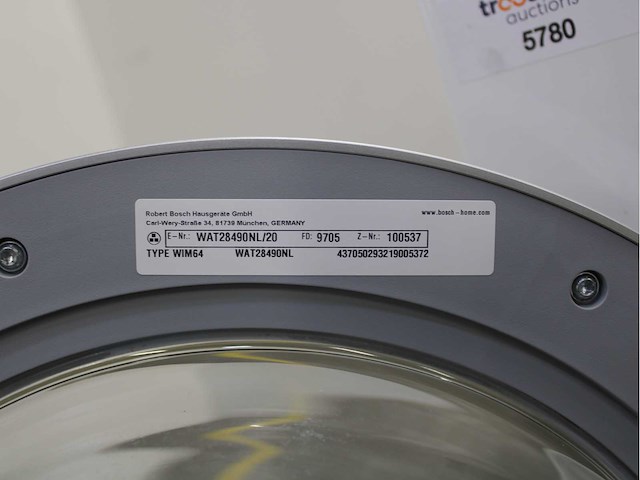 auctions
5780
Robert Bosch Hausgeräte GmbH
Carl-Wery-Straße 34, 81739 München, GERMANY
www.bosch-home.com
E-Nr.: WAT28490NL/20 FD: 9705 Z-Nr.: 100537
TYPE WIM64 WAT28490NL 437050293219005372